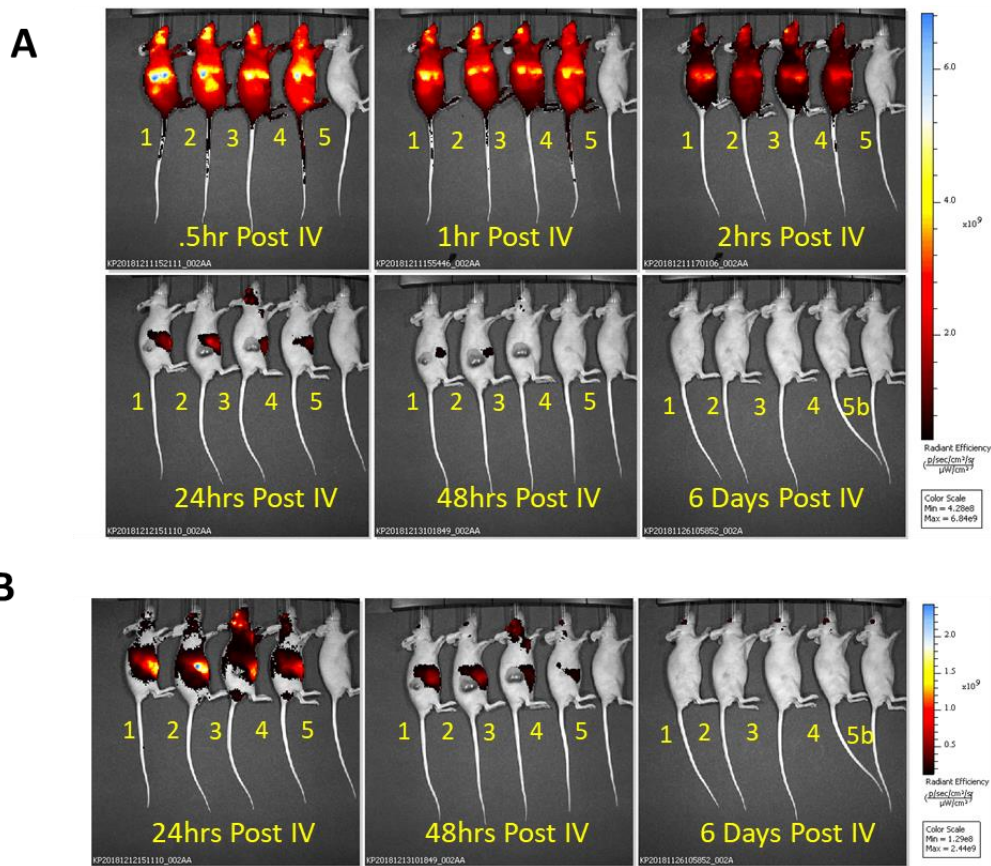 A
1 2 3 4 5
.5hr Post IV
KP20181211152111_002AA
1 2 3 4 5
1hr Post IV
KP20181211155446_002AA
1 2 3 4 5
2hrs Post IV
KP20181211170106_002AA
6.0
4.0
x10⁹
2.0
Radiant Efficiency
(p/sec/cm²/sr
µW/cm²)
Color Scale
Min = 4.28e8
Max = 6.84e9
1 2 3 4 5
24hrs Post IV
KP20181212151110_002AA
1 2 3 4 5
48hrs Post IV
KP20181213101849_002AA
1 2 3 4 5b
6 Days Post IV
KP20181126105852_002A
B
1 2 3 4 5
24hrs Post IV
KP20181212151110_002AA
1 2 3 4 5
48hrs Post IV
KP20181213101849_002AA
1 2 3 4 5b
6 Days Post IV
KP20181126105852_002A
2.0
1.5
x10⁹
1.0
0.5
Radiant Efficiency
(p/sec/cm²/sr
µW/cm²)
Color Scale
Min = 1.29e8
Max = 2.44e9